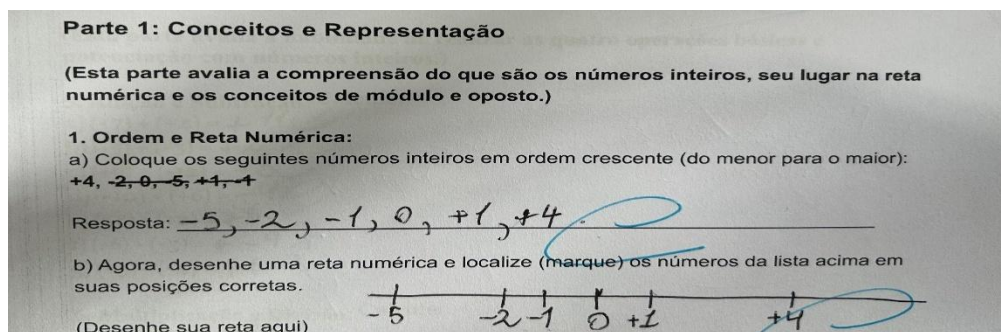 Parte 1: Conceitos e Representação
(Esta parte avalia a compreensão do que são os números inteiros, seu lugar na reta
numérica e os conceitos de módulo e oposto.)
1. Ordem e Reta Numérica:
a) Coloque os seguintes números inteiros em ordem crescente (do menor para o maior):
+4, -2, 0, -5, +1, -1
Resposta: -5, -2, -1, 0, +1, +4.
b) Agora, desenhe uma reta numérica e localize (marque) os números da lista acima em
suas posições corretas.
-5 -2 -1 0 +1 +4
(Desenhe sua reta aqui)